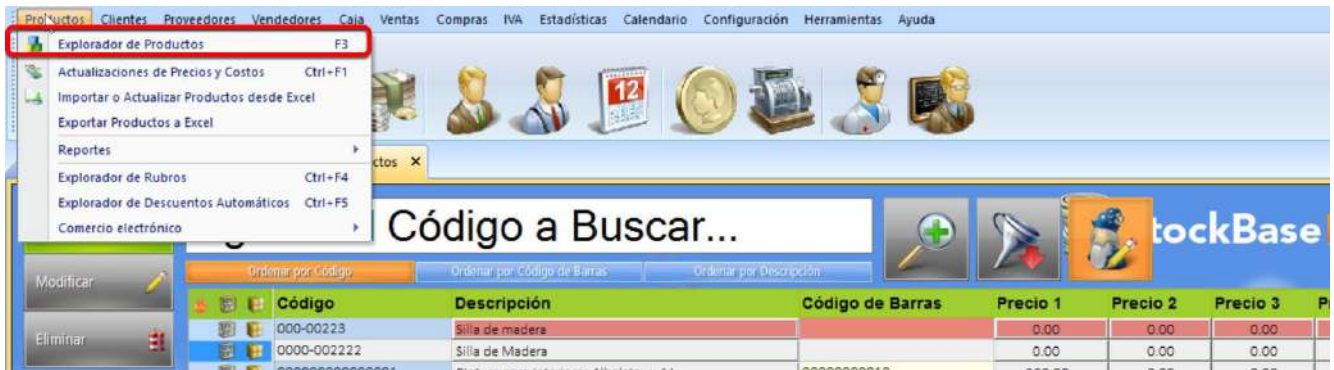 Productos Clientes Proveedores Vendedores Caja Ventas Compras IVA Estadísticas Calendario Configuración Herramientas Ayuda
Explorador de Productos F3
Actualizaciones de Precios y Costos Ctrl+F1
Importar o Actualizar Productos desde Excel
Exportar Productos a Excel
Reportes
Explorador de Rubros Ctrl+F4
Explorador de Descuentos Automáticos Ctrl+F5
Comercio electrónico
12
ctos X
Código a Buscar...
tockBase
Modificar
Ordenar por Código Ordenar por Código de Barras Ordenar por Descripción
Código Descripción Código de Barras Precio 1 Precio 2 Precio 3
Eliminar
000-00223 Silla de madera 0.00 0.00 0.00
0000-002222 Silla de Madera 0.00 0.00 0.00